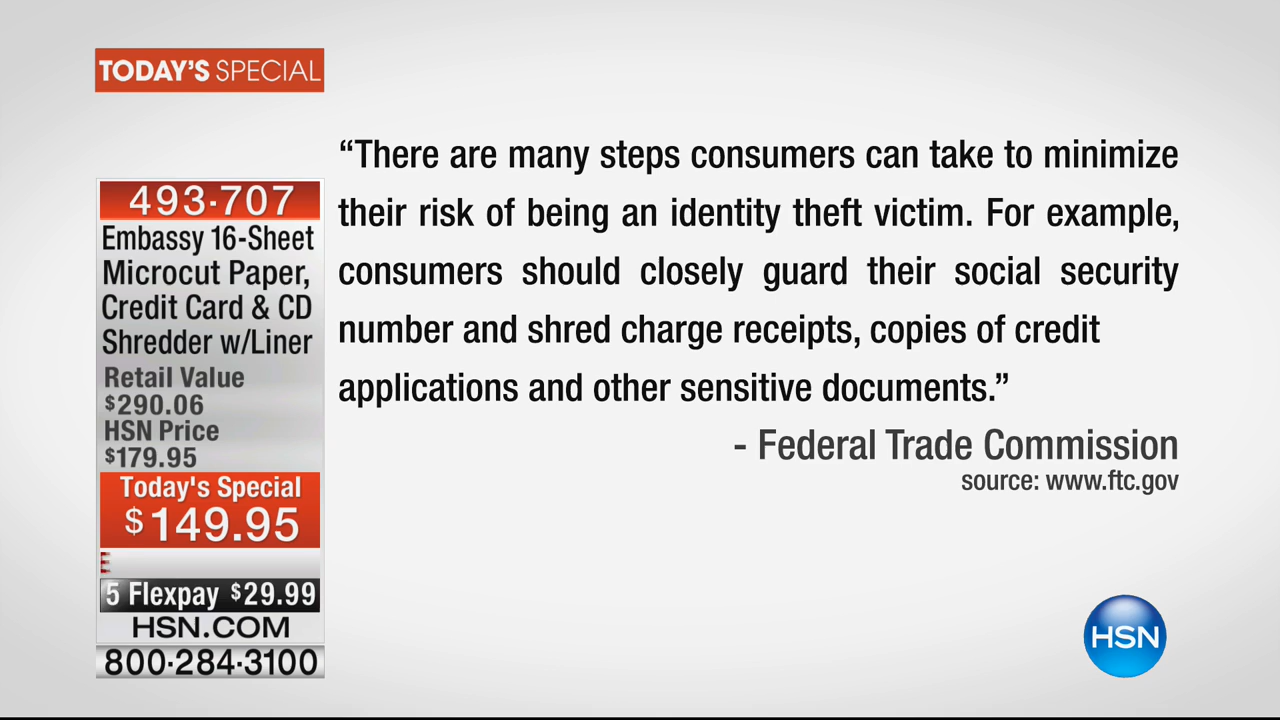 TODAY'S SPECIAL
493·707
Embassy 16-Sheet
Microcut Paper,
Credit Card & CD
Shredder w/Liner
Retail Value
$290.06
HSN Price
$179.95
Today's Special
$149.95
E
5 Flexpay $29.99
HSN.COM
800·284·3100
“There are many steps consumers can take to minimize
their risk of being an identity theft victim. For example,
consumers should closely guard their social security
number and shred charge receipts, copies of credit
applications and other sensitive documents.”
- Federal Trade Commission
source: www.ftc.gov
HSN